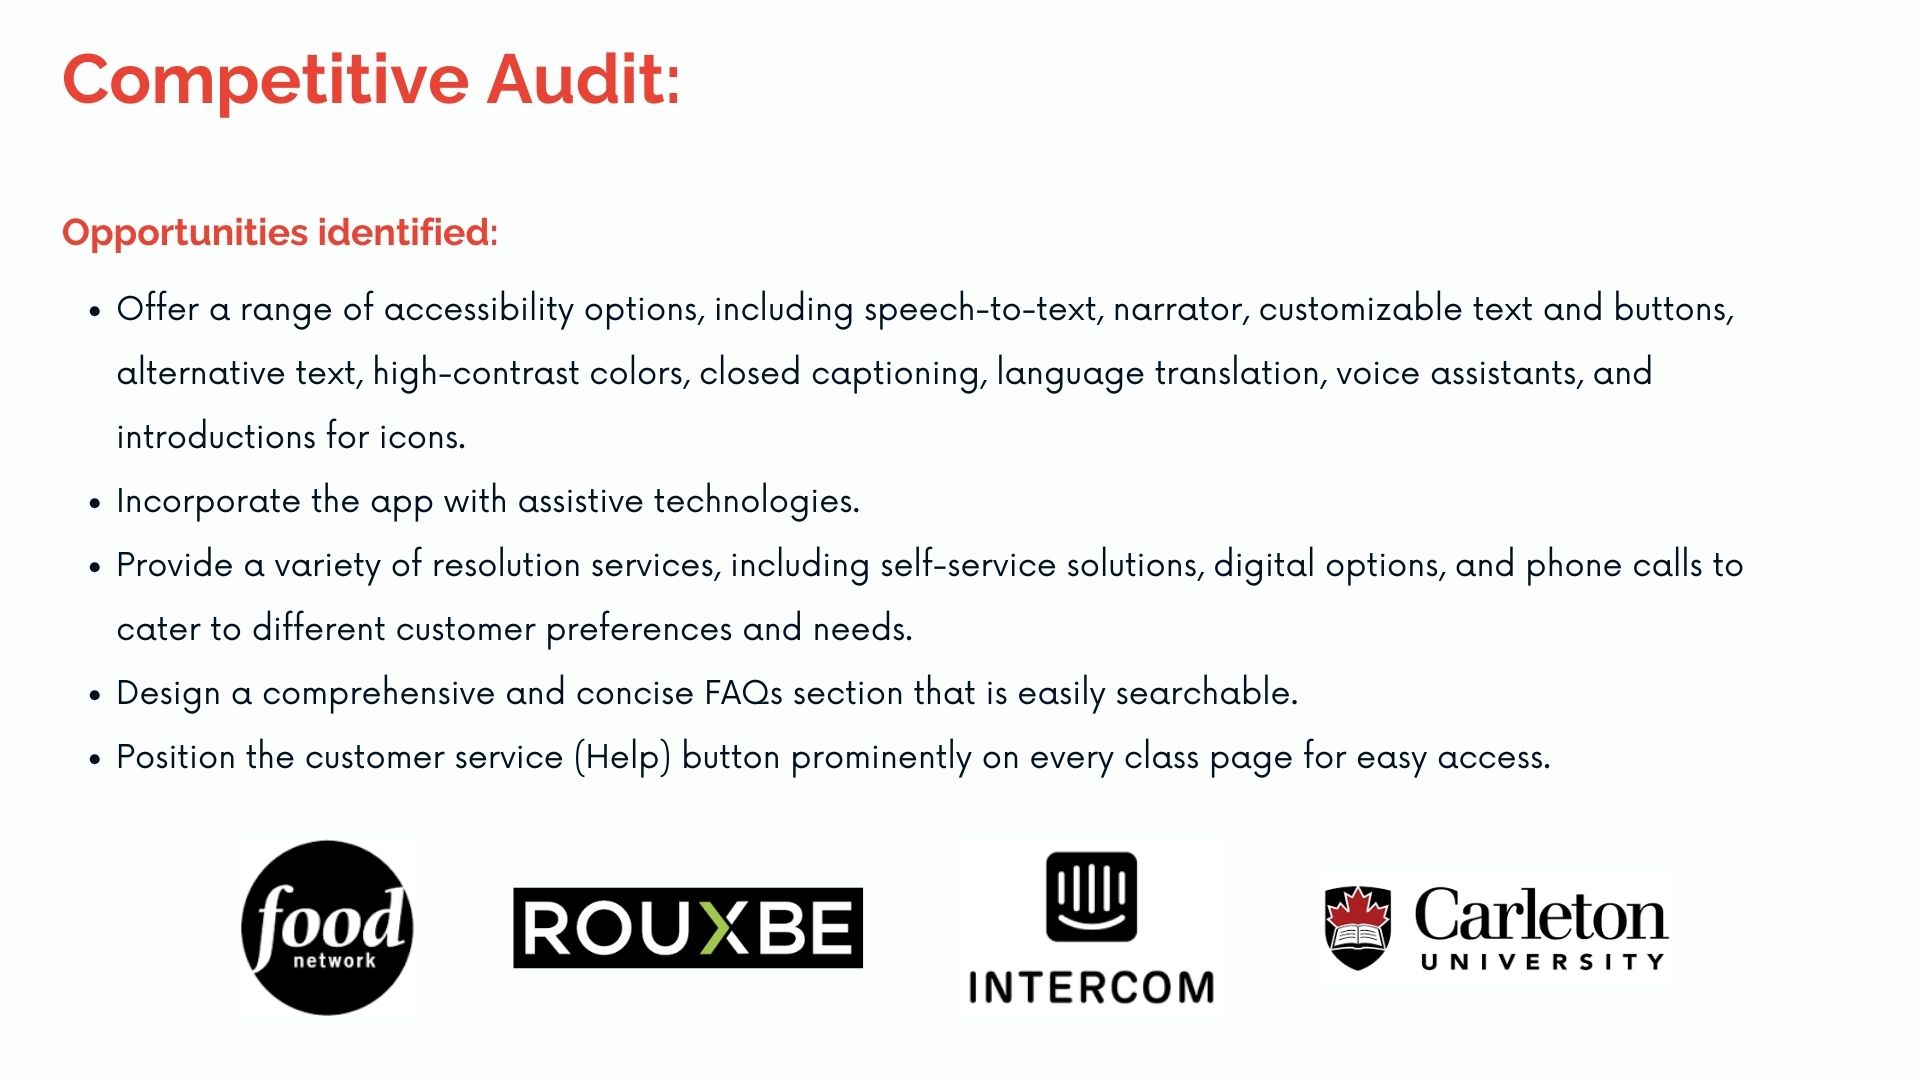 Competitive Audit:
Opportunities identified:
• Offer a range of accessibility options, including speech-to-text, narrator, customizable text and buttons,
alternative text, high-contrast colors, closed captioning, language translation, voice assistants, and
introductions for icons.
• Incorporate the app with assistive technologies.
• Provide a variety of resolution services, including self-service solutions, digital options, and phone calls to
cater to different customer preferences and needs.
• Design a comprehensive and concise FAQs section that is easily searchable.
• Position the customer service (Help) button prominently on every class page for easy access.
food
network
ROUXBE
INTERCOM
Carleton
UNIVERSITY